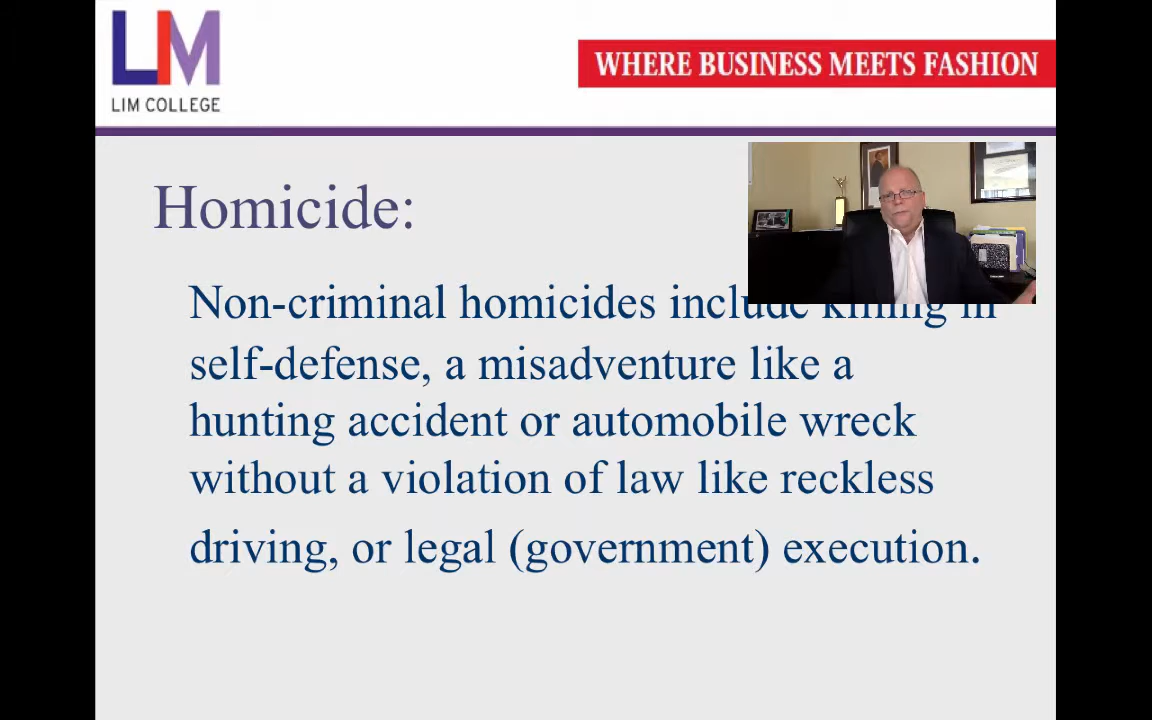 LIM
LIM COLLEGE
WHERE BUSINESS MEETS FASHION
Homicide:
Non-criminal homicides include killing in
self-defense, a misadventure like a
hunting accident or automobile wreck
without a violation of law like reckless
driving, or legal (government) execution.